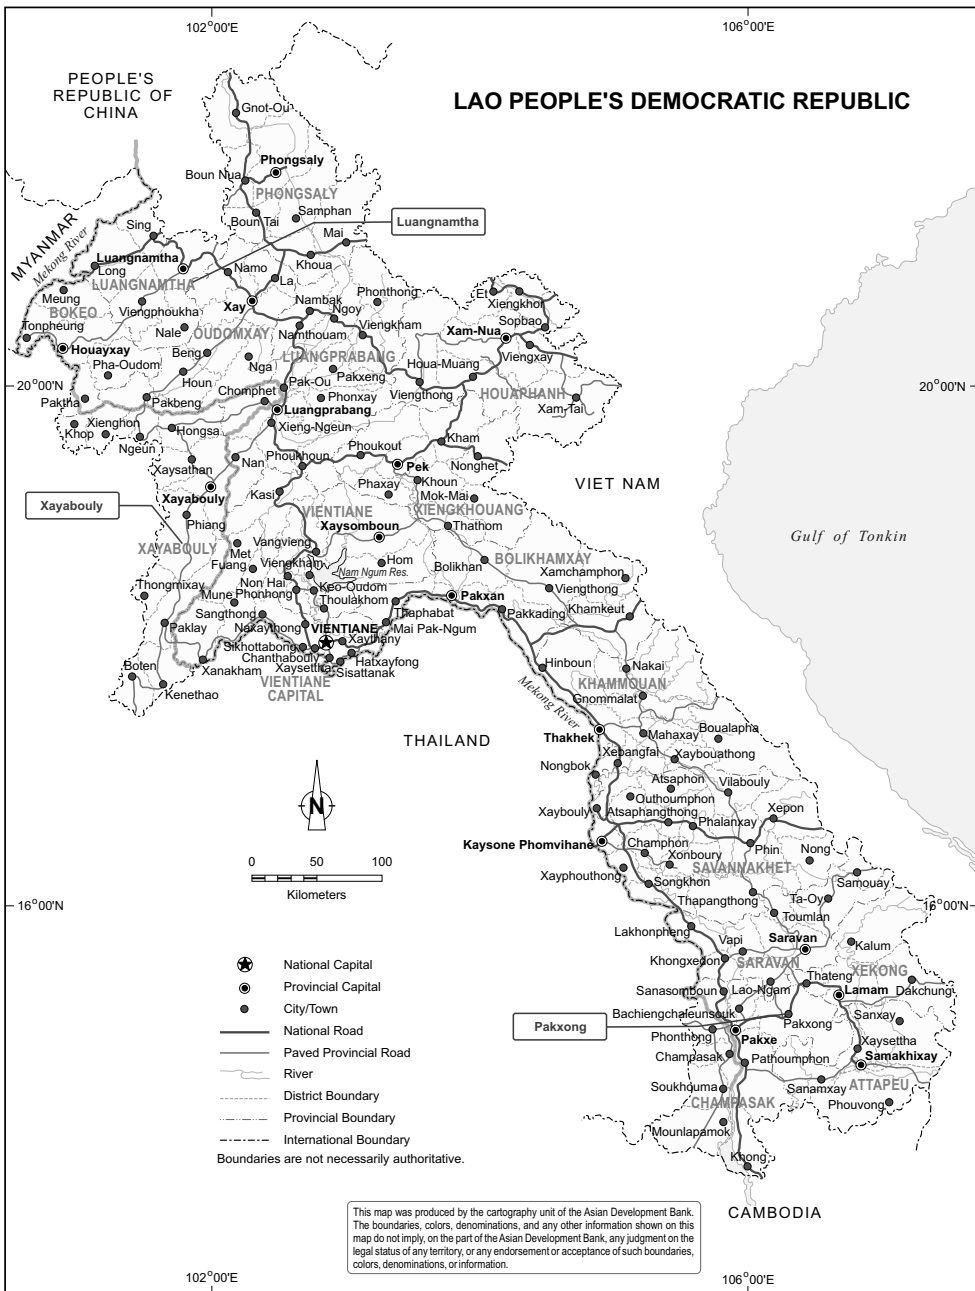 102°00'E
106°00'E
PEOPLE'S
REPUBLIC OF
CHINA
LAO PEOPLE'S DEMOCRATIC REPUBLIC
Gnot-Ou
Phongsaly
Boun Nua
PHONGSALY
Samphan
Boun Tai
Luangnamtha
MYANMAR
Mekong River
Sing
Mai
Luangnamtha
Long
Khoua
Namo
La
LUANGNAMTHA
Meung
Viengphoukha
BOKEO
Xay
Nambak
Phonthong
Ngoy
Et
Xiengkhor
Sopbao
Tonpheung
Nale
OUDOMXAY
Namthouam
Viengkham
Xam-Nua
Houayxay
Beng
LUANGPRABANG
Viengxay
Pha-Oudom
Nga
Houa-Muang
Houn
Pakxeng
20°00'N
20°00'N
Chomphet
Pak-Ou
Viengthong
HOUAPHANH
Paktha
Pakbeng
Phonxay
Luangprabang
Xam-Tai
Xienghon
Khop
Hongsa
Xieng-Ngeun
Ngeun
Phoukout
Kham
Xaysathan
Nan
Phoukhoun
Pek
Nonghet
Khoun
Xayabouly
Kasi
Phaxay
Mok-Mai
VIET NAM
Xayabouly
VIENTIANE
XIENGKHOUANG
Phiang
Xaysomboun
Thathom
Gulf of Tonkin
XAYABOULY
Vangvieng
Met
Fuang
Viengkham
Hom
Nam Ngum Res.
Bolikhan
BOLIKHAMXAY
Xamchamphon
Thongmixay
Non Hai
Keo-Oudom
Viengthong
Mune
Phonhong
Thoulakhom
Pakxan
Khamkeut
Sangthong
Thaphabat
Pakkading
Naxaythong
VIENTIANE
Mai Pak-Ngum
Paklay
Sikhottabong
Xaythany
Chanthabouly
Hatxayfong
Boten
Xanakham
Xaysettha
Sisattanak
Hinboun
Nakai
Kenethao
VIENTIANE
CAPITAL
KHAMMOUAN
Gnommalat
Mekong River
THAILAND
Thakhek
Mahaxay
Boualapha
Xebangfai
Xaybouathong
Nongbok
Atsaphon
Vilabouly
Outhoumphon
Xaybouly
Atsaphangthong
Phalanxay
Xepon
N
Kaysone Phomvihane
Champhon
Phin
Nong
Xonboury
0 50 100
Kilometers
Xayphouthong
SAVANNAKHET
Songkhon
Samouay
Thapangthong
Ta-Oy
16°00'N
16°00'N
Toumlan
Lakhonpheng
Vapi
Saravan
Kalum
Khongxedon
SARAVAN
Thateng
XEKONG
Sanasomboun
Lao-Ngam
Lamam
Dakchung
Bachiengchaleunsouk
Pakxong
Pakxong
Sanxay
Phonthong
Pakxe
Xaysettha
Champasak
Pathoumphon
Samakhixay
Soukhouma
Sanamxay
ATTAPEU
CHAMPASAK
Phouvong
Mounlapamok
Khong
National Capital
Provincial Capital
City/Town
National Road
Paved Provincial Road
River
District Boundary
Provincial Boundary
International Boundary
Boundaries are not necessarily authoritative.
CAMBODIA
This map was produced by the cartography unit of the Asian Development Bank.
The boundaries, colors, denominations, and any other information shown on this
map do not imply, on the part of the Asian Development Bank, any judgment on the
legal status of any territory, or any endorsement or acceptance of such boundaries,
colors, denominations, or information.
102°00'E
106°00'E